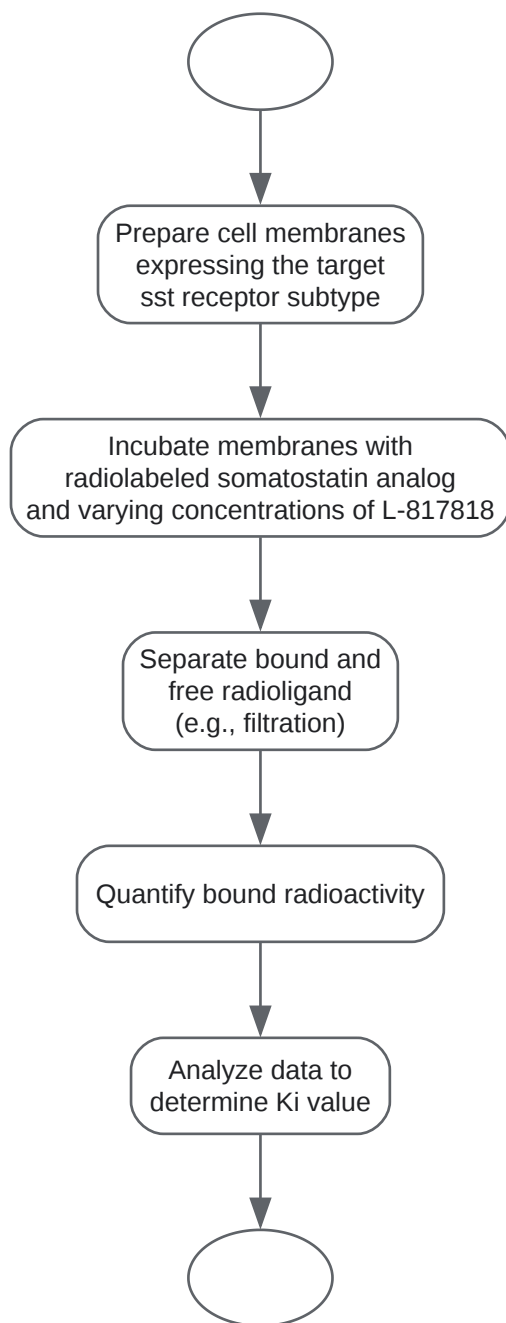 Prepare cell membranes
expressing the target
sst receptor subtype
Incubate membranes with
radiolabeled somatostatin analog
and varying concentrations of L-817818
Separate bound and
free radioligand
(e.g., filtration)
Quantify bound radioactivity
Analyze data to
determine Ki value